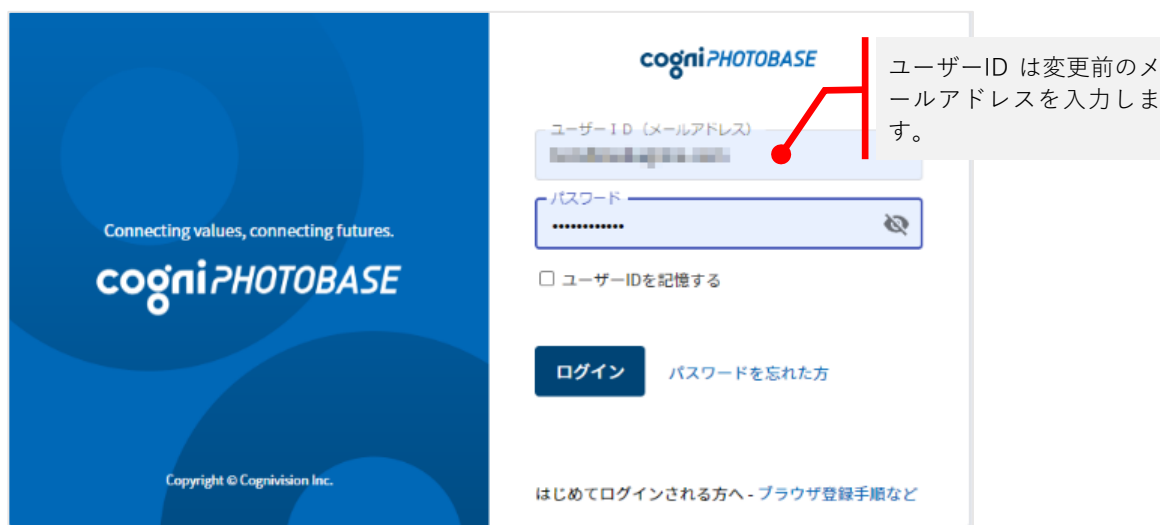 Connecting values, connecting futures.
cogni PHOTOBASE
Copyright © Cognivision Inc.
cogni PHOTOBASE
ユーザーID(メールアドレス)
パスワード
••••••••••••
ユーザーIDを記憶する
ログイン
パスワードを忘れた方
はじめてログインされる方へ - ブラウザ登録手順など
ユーザーID は変更前のメ
ールアドレスを入力しま
す。